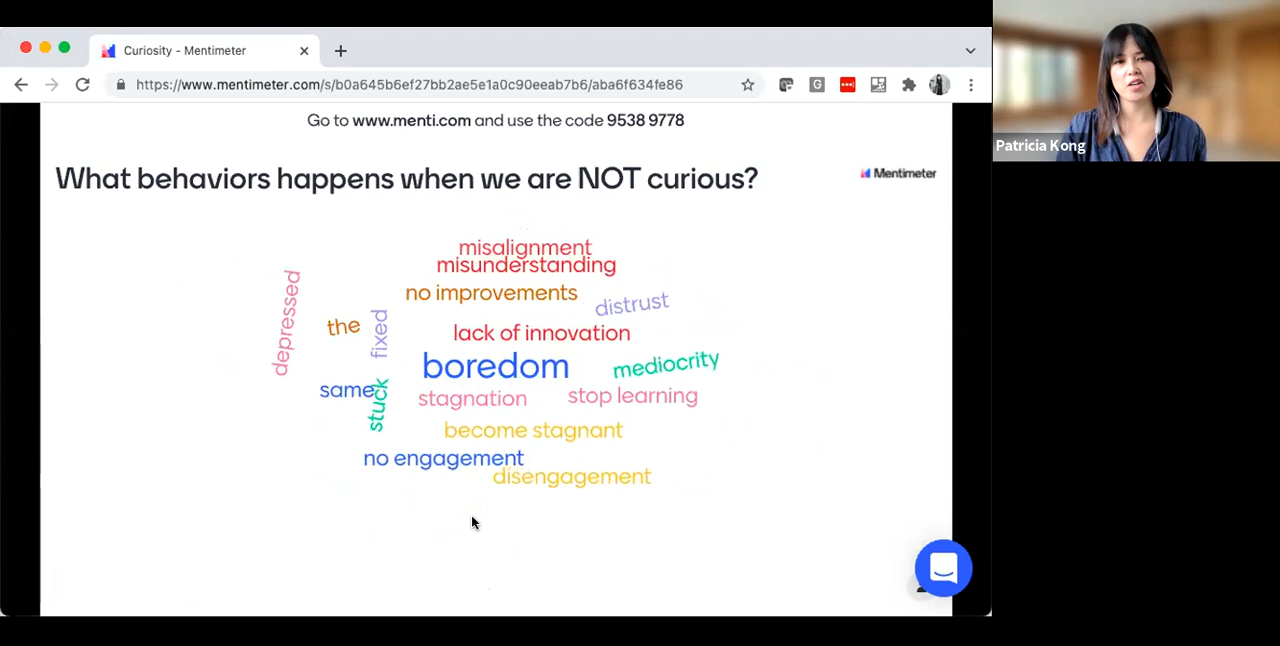 Curiosity - Mentimeter
https://www.mentimeter.com/s/b0a645b6ef27bb2ae5e1a0c90eeab7b6/aba6f634fe86
Patricia Kong
Go to www.menti.com and use the code 9538 9778
What behaviors happens when we are NOT curious?
Mentimeter
misalignment
misunderstanding
depressed
no improvements
distrust
the
fixed
lack of innovation
boredom
mediocrity
same
stuck
stagnation
stop learning
become stagnant
no engagement
disengagement